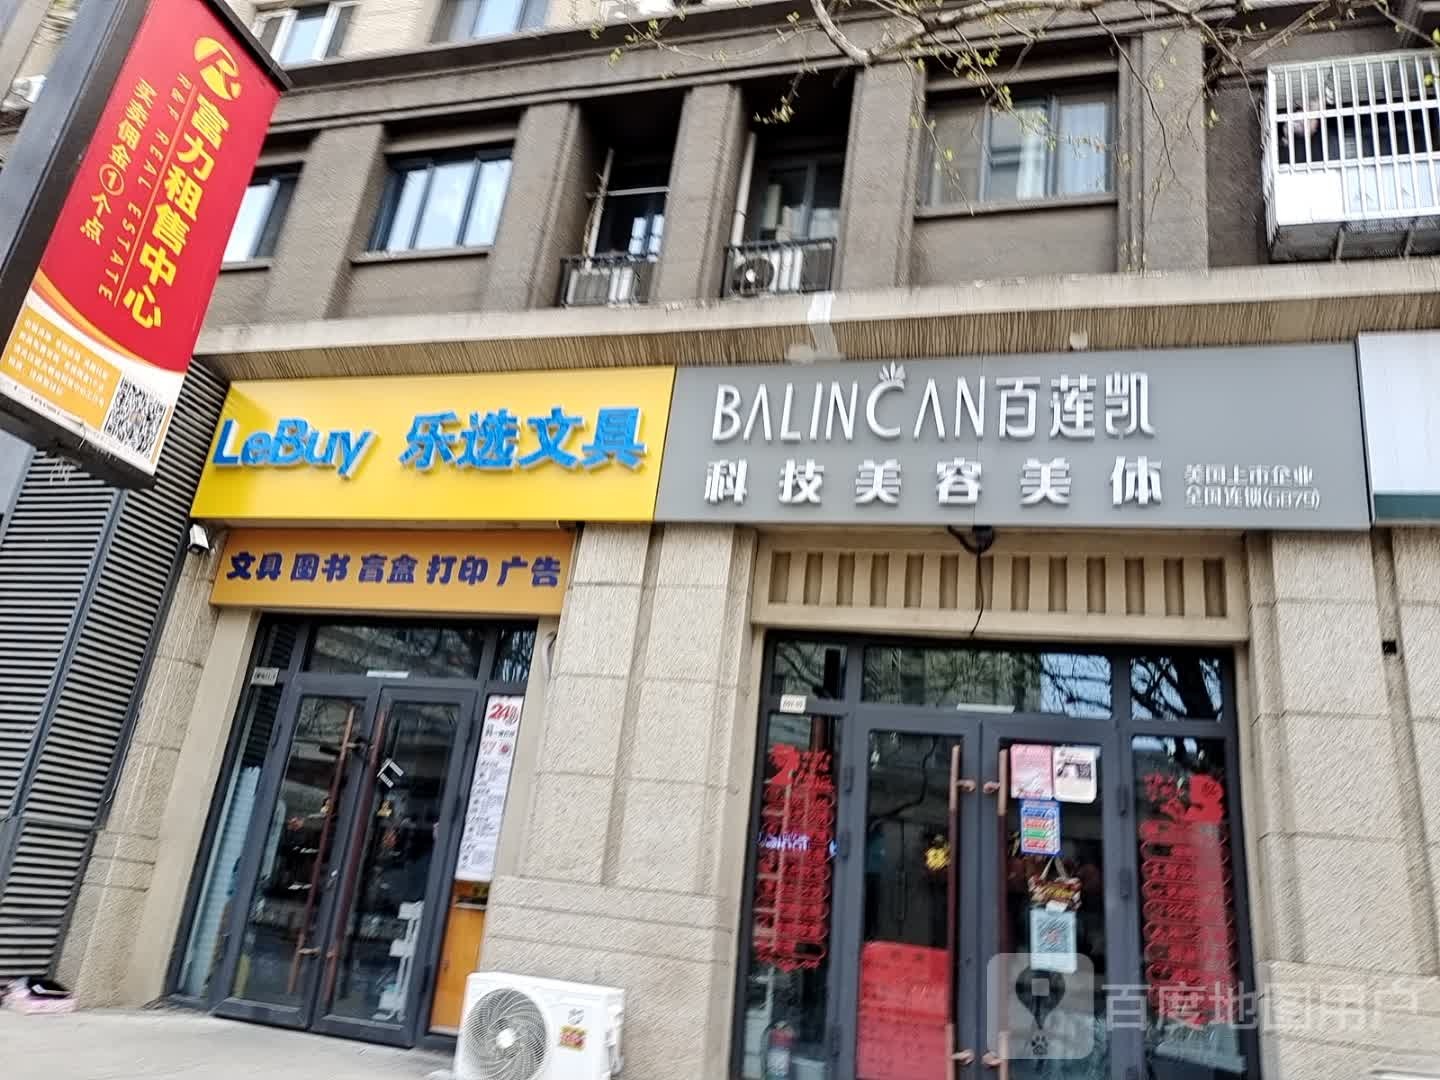 富力租售中心
R&F REAL ESTATE
买卖佣金1个点
LeBuy 乐选文具
文具 图书 盲盒 打印 广告
BALINCAN百莲凯
科技美容美体
美国上市企业
全国连锁(6879)
24
百度地图用户